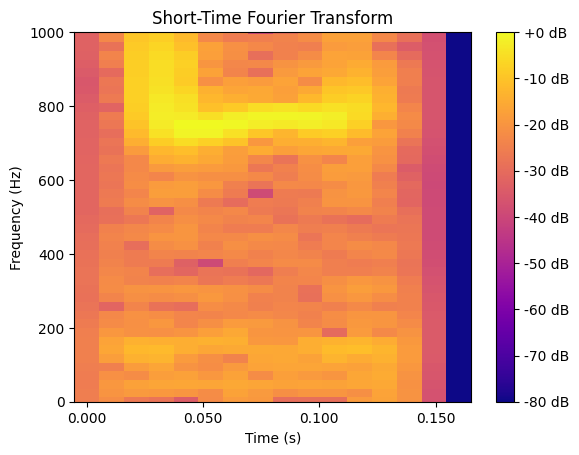 Short-Time Fourier Transform
1000
800
600
400
200
0
Frequency (Hz)
0.000
0.050
0.100
0.150
Time (s)
+0 dB
-10 dB
-20 dB
-30 dB
-40 dB
-50 dB
-60 dB
-70 dB
-80 dB